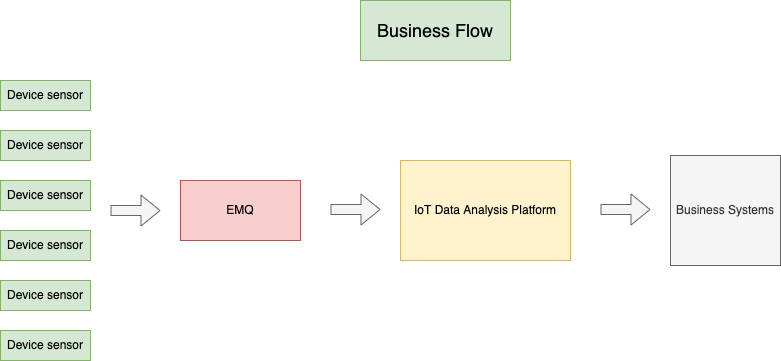 Business Flow
Device sensor
Device sensor
Device sensor
Device sensor
Device sensor
Device sensor
EMQ
IoT Data Analysis Platform
Business Systems